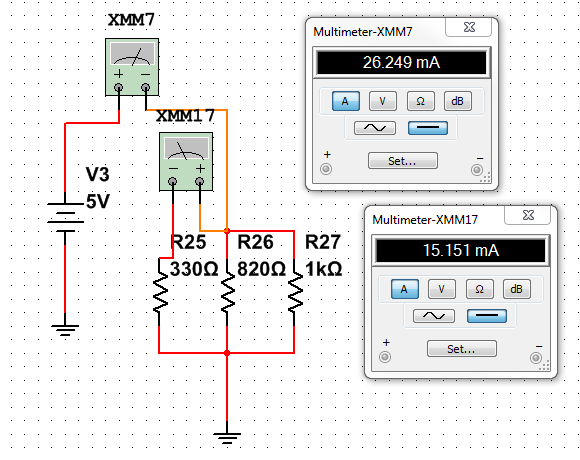 XMM7
+ −
XMM17
− +
V3
5V
R25 R26 R27
330Ω 820Ω 1kΩ
Multimeter-XMM7
26.249 mA
A V Ω dB
Set...
+ −
Multimeter-XMM17
15.151 mA
A V Ω dB
Set...
+ −